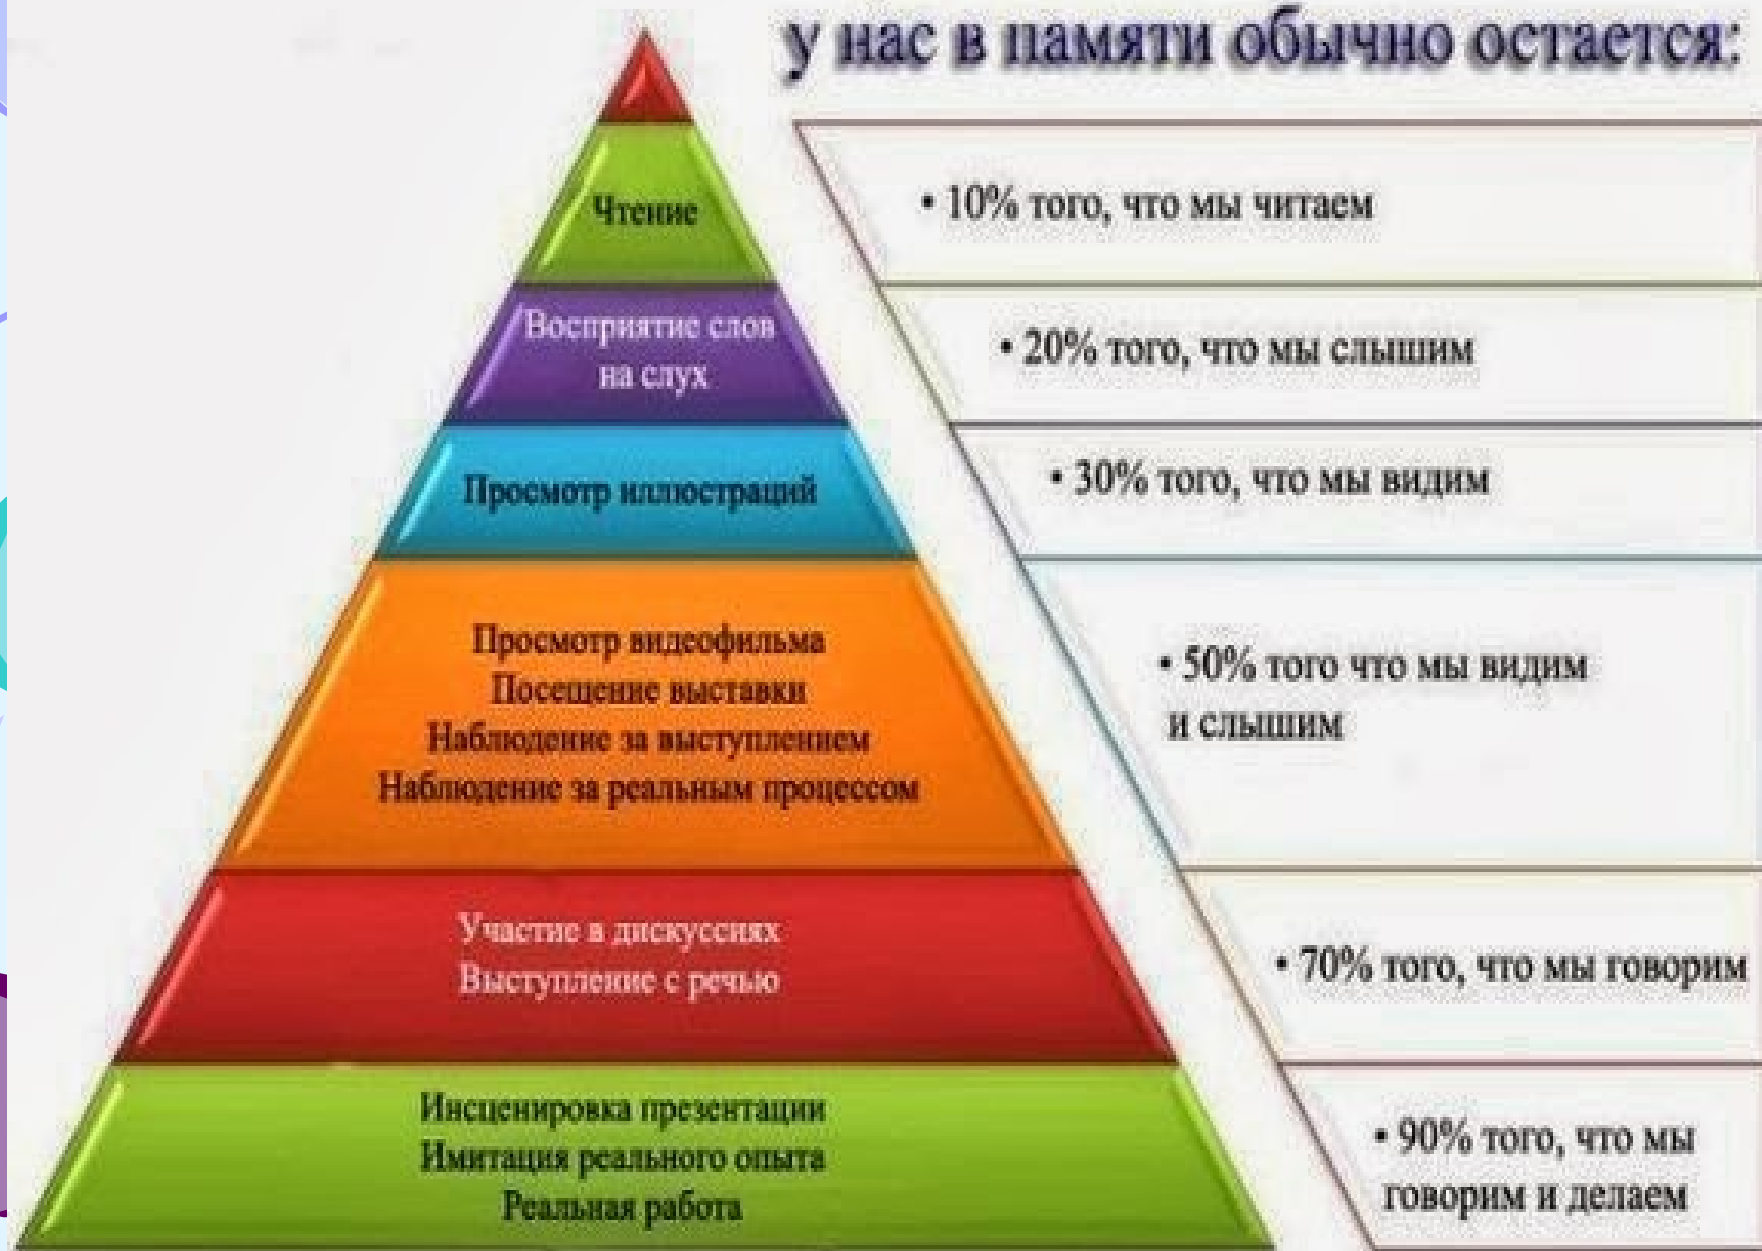 у нас в памяти обычно остается:
Чтение
• 10% того, что мы читаем
Восприятие слов
на слух
• 20% того, что мы слышим
Просмотр иллюстраций
• 30% того, что мы видим
Просмотр видеофильма
Посещение выставки
Наблюдение за выступлением
Наблюдение за реальным процессом
• 50% того что мы видим
и слышим
Участие в дискуссиях
Выступление с речью
• 70% того, что мы говорим
Инсценировка презентации
Имитация реального опыта
Реальная работа
• 90% того, что мы
говорим и делаем